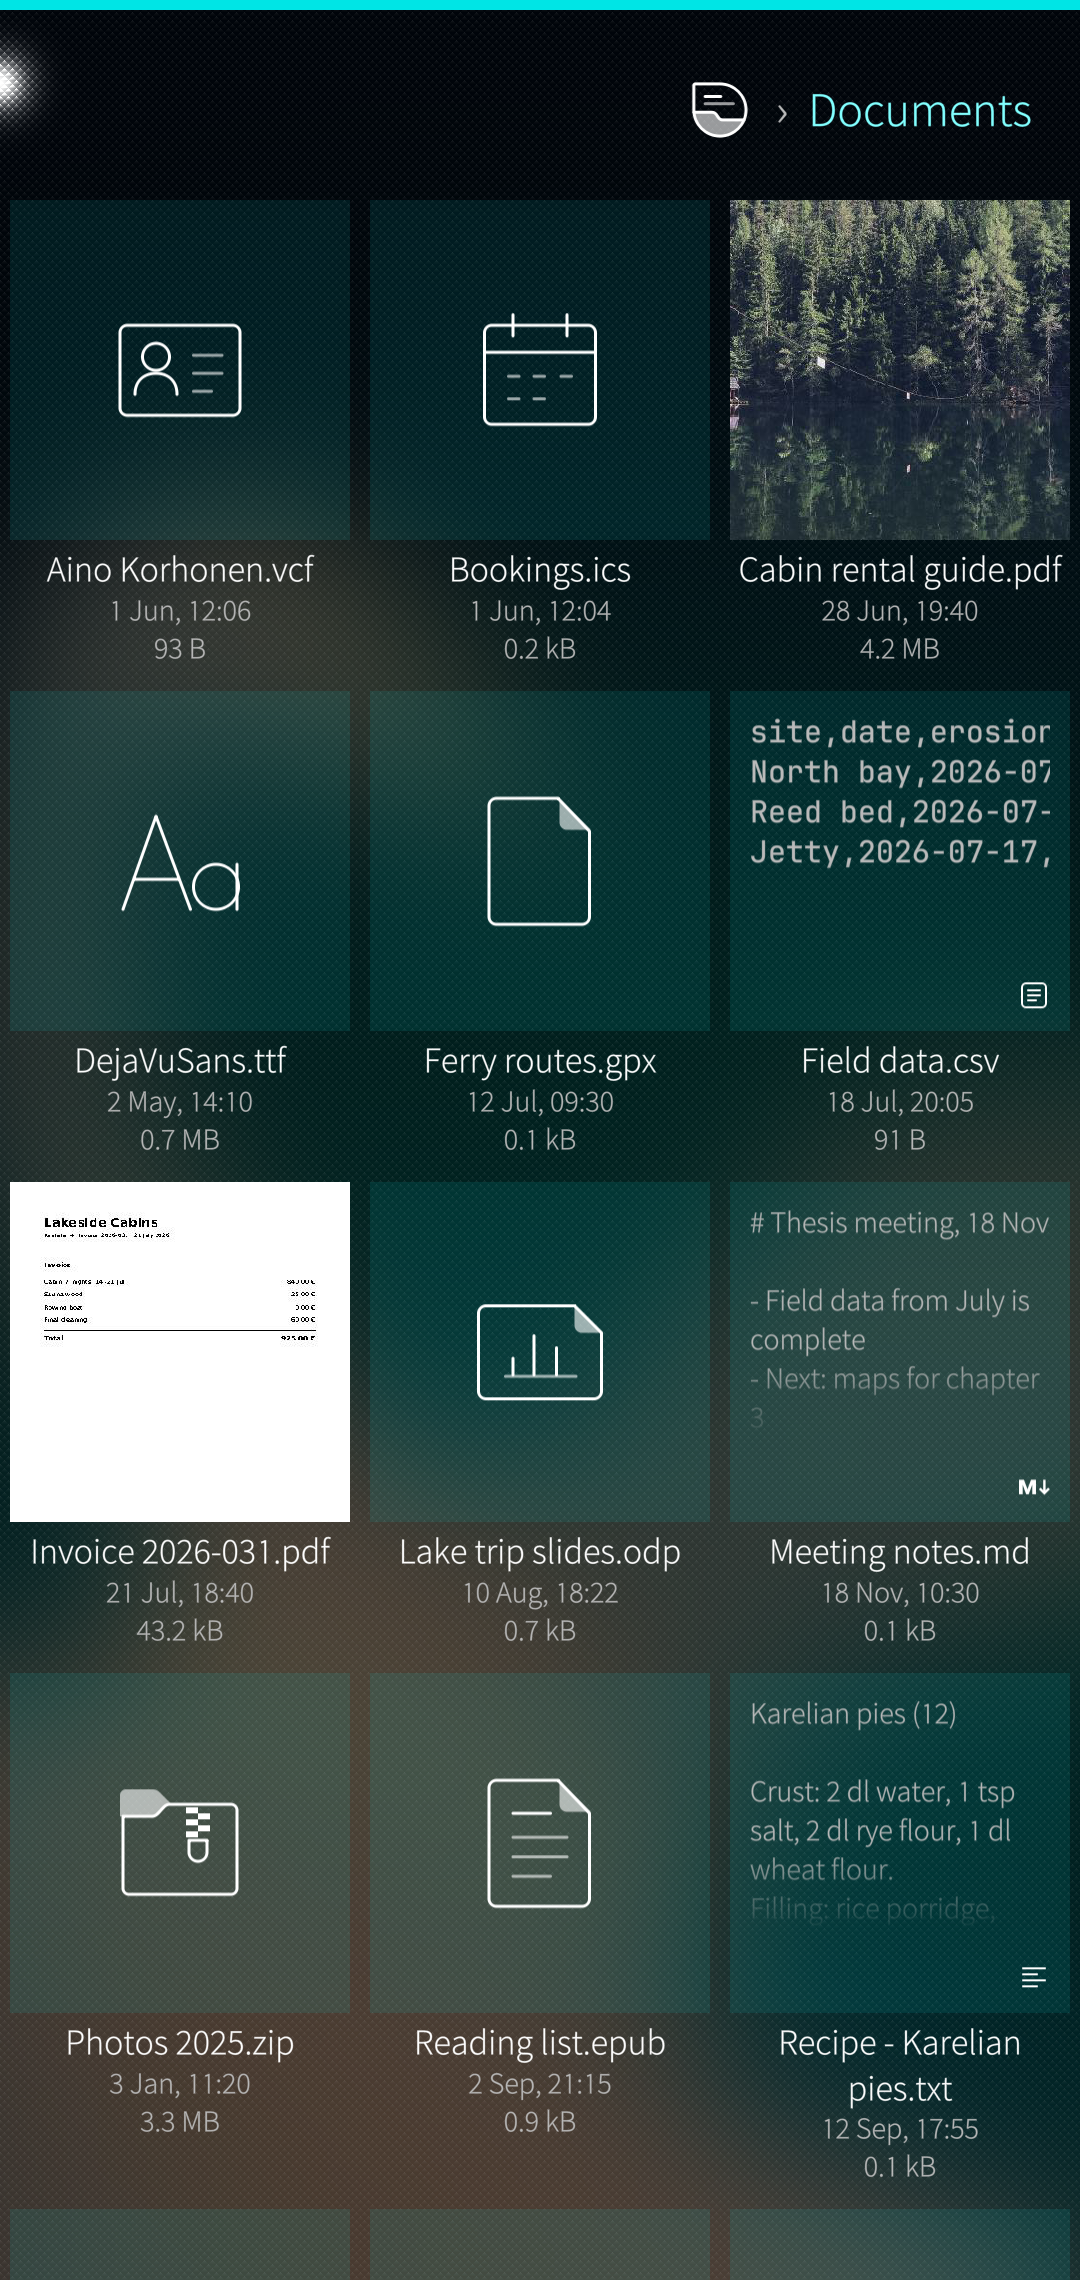 › Documents
Aino Korhonen.vcf
1 Jun, 12:06
93 B
Bookings.ics
1 Jun, 12:04
0.2 kB
Cabin rental guide.pdf
28 Jun, 19:40
4.2 MB
Aa
DejaVuSans.ttf
2 May, 14:10
0.7 MB
Ferry routes.gpx
12 Jul, 09:30
0.1 kB
site,date,erosion
North bay,2026-07
Reed bed,2026-07-
Jetty,2026-07-17,
Field data.csv
18 Jul, 20:05
91 B
Lakeside Cabins
Invoice
Final cleaning 60.00 €
Total 925.00 €
Invoice 2026-031.pdf
21 Jul, 18:40
43.2 kB
Lake trip slides.odp
10 Aug, 18:22
0.7 kB
# Thesis meeting, 18 Nov
- Field data from July is
complete
- Next: maps for chapter
3
M↓
Meeting notes.md
18 Nov, 10:30
0.1 kB
Photos 2025.zip
3 Jan, 11:20
3.3 MB
Reading list.epub
2 Sep, 21:15
0.9 kB
Karelian pies (12)
Crust: 2 dl water, 1 tsp
salt, 2 dl rye flour, 1 dl
wheat flour.
Filling: rice porridge,
Recipe - Karelian
pies.txt
12 Sep, 17:55
0.1 kB